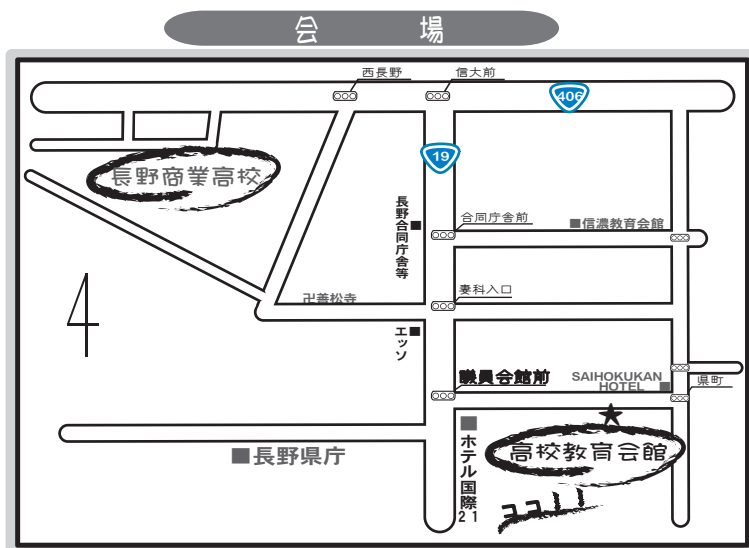 会場
西長野
信大前
406
19
長野商業高校
長野合同庁舎等
合同庁舎前
信濃教育会館
卍善松寺
妻科入口
エッソ
職員会館前
SAIHOKUKAN
HOTEL
県町
長野県庁
ホテル国際21
高校教育会館
ココ!!